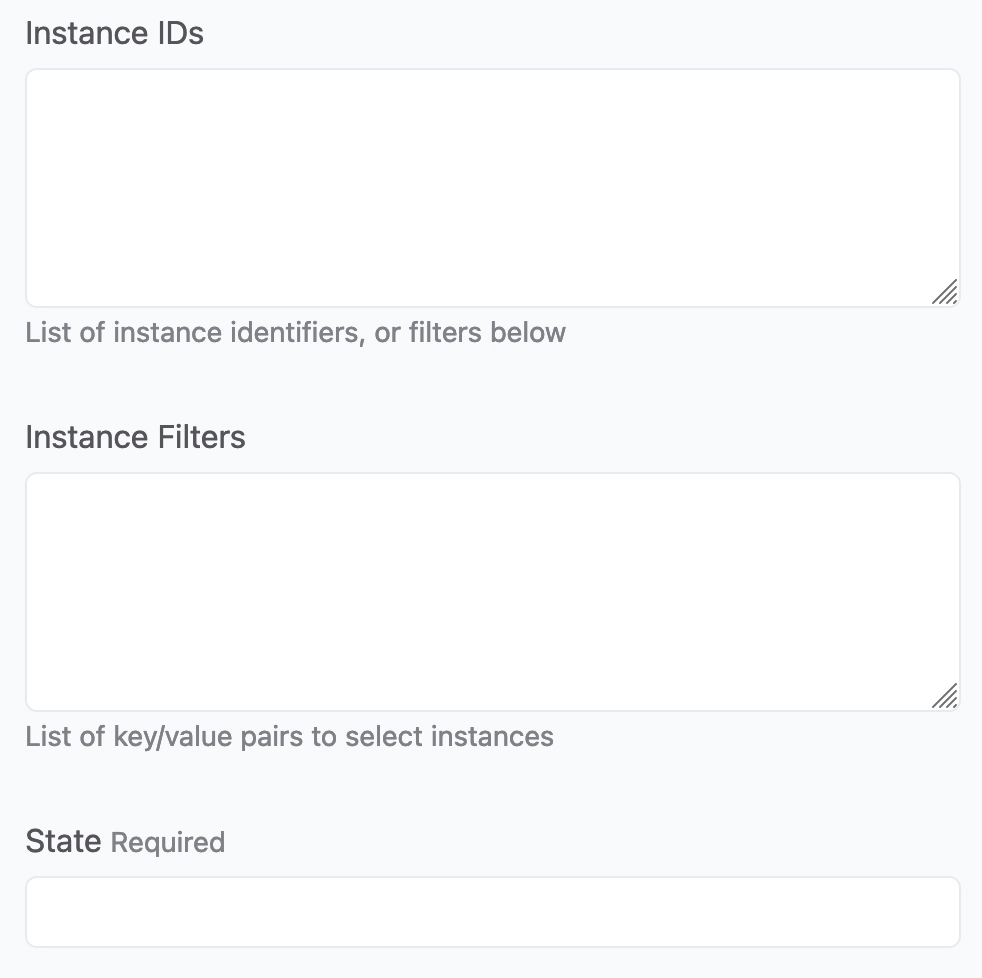 Instance IDs
List of instance identifiers, or filters below
Instance Filters
List of key/value pairs to select instances
State Required